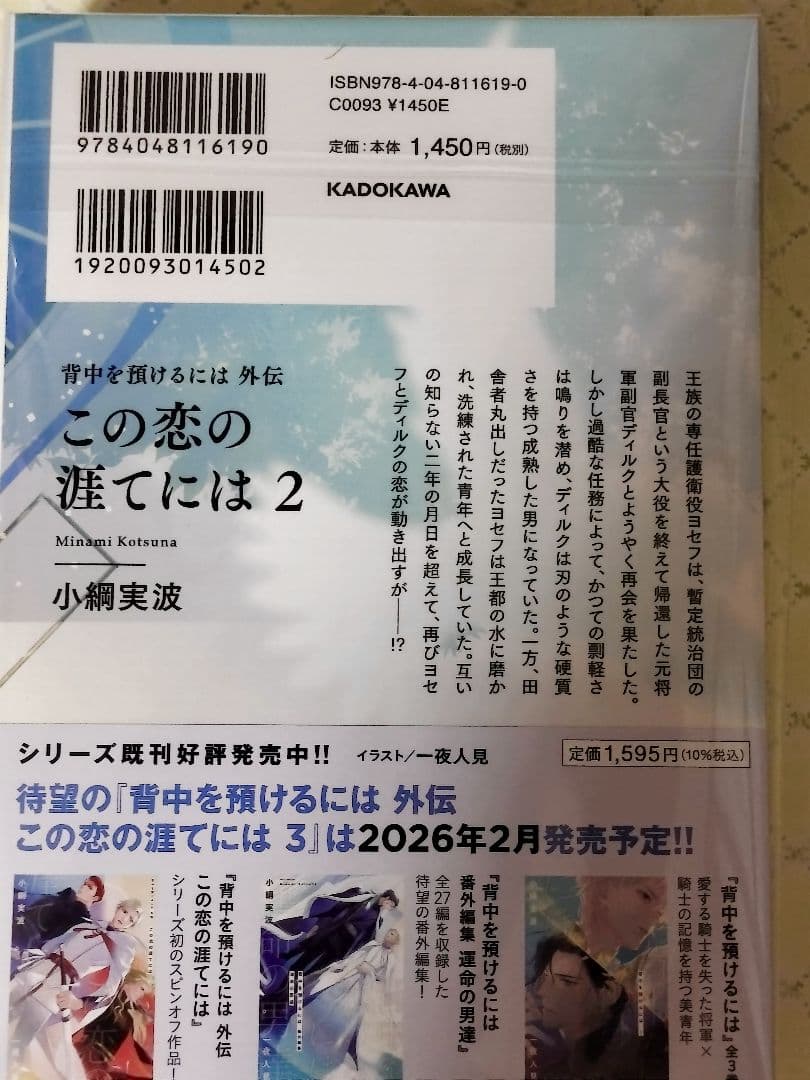 ISBN978-4-04-811619-0
C0093 ¥1450E
9784048116190
定価：本体 1,450円（税別）
KADOKAWA
1920093014502
背中を預けるには 外伝
この恋の
涯てには 2
Minami Kotsuna
小綱実波
王族の専任護衛役ヨセフは、暫定統治団の
副長官という大役を終えて帰還した元将
軍副官ディルクとようやく再会を果たした。
しかし過酷な任務によって、かつての剽軽さ
は鳴りを潜め、ディルクは刃のような硬質
さを持つ成熟した男になっていた。一方、田
舎者丸出しだったヨセフは王都の水に磨か
れ、洗練された青年へと成長していた。互い
の知らない二年の月日を超えて、再びヨセ
フとディルクの恋が動き出すが――!?
シリーズ既刊好評発売中!!
イラスト/一夜人見
定価1,595円(10%税込)
待望の『背中を預けるには 外伝
この恋の涯てには 3』は2026年2月発売予定!!
『背中を預けるには』全3巻
愛する騎士を失った将軍×
騎士の記憶を持つ美青年
『背中を預けるには
番外編集 運命の男達』
全27編を収録した
待望の番外編集！
小綱実波
『背中を預けるには 外伝
この恋の涯てには』
シリーズ初のスピンオフ作品！
小綱実波